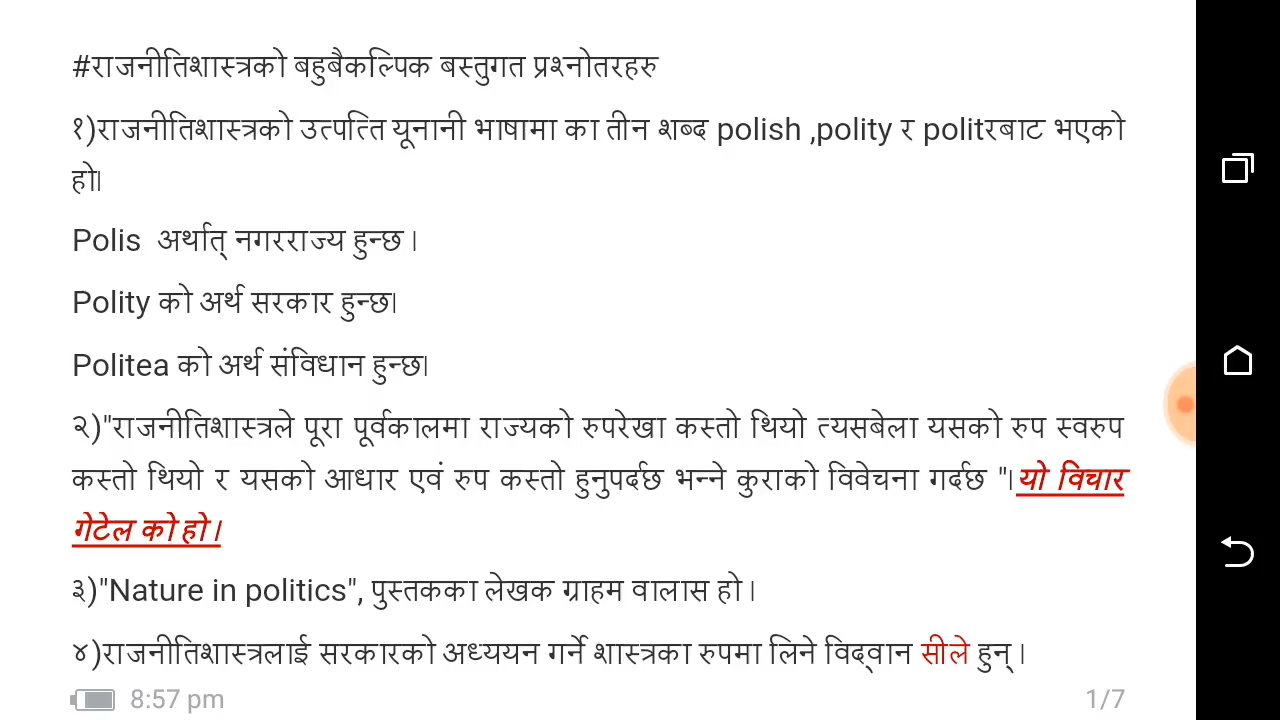 #राजनीतिशास्त्रको बहुबैकल्पिक बस्तुगत प्रश्नोतरहरु
१)राजनीतिशास्त्रको उत्पत्ति यूनानी भाषामा का तीन शब्द polish ,polity र politरबाट भएको
हो।
Polis अर्थात् नगरराज्य हुन्छ ।
Polity को अर्थ सरकार हुन्छ।
Politea को अर्थ संविधान हुन्छ।
२)"राजनीतिशास्त्रले पूरा पूर्वकालमा राज्यको रुपरेखा कस्तो थियो त्यसबेला यसको रुप स्वरुप
कस्तो थियो र यसको आधार एवं रुप कस्तो हुनुपर्दछ भन्ने कुराको विवेचना गर्दछ "। यो विचार
गेटेल को हो ।
३)"Nature in politics", पुस्तकका लेखक ग्राहम वालास हो ।
४)राजनीतिशास्त्रलाई सरकारको अध्ययन गर्ने शास्त्रका रुपमा लिने विद्वान सीले हुन् ।
8:57 pm 1/7